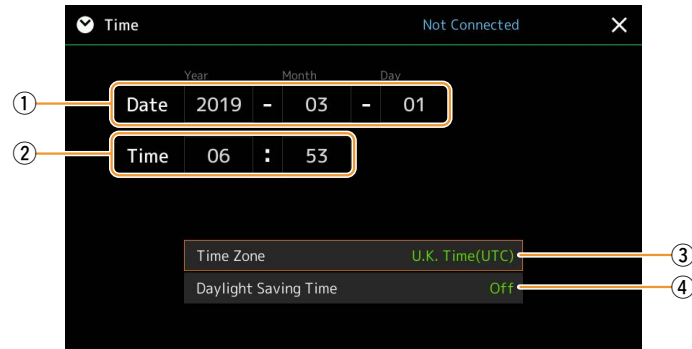 Time Not Connected
Year Month Day
① Date 2019 - 03 - 01
② Time 06 : 53
Time Zone U.K. Time(UTC) ③
Daylight Saving Time Off ④